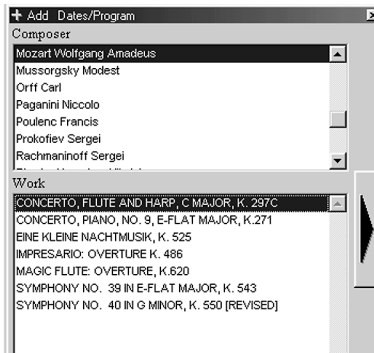 Add Dates/Program
Composer
Mozart Wolfgang Amadeus
Mussorgsky Modest
Orff Carl
Paganini Niccolo
Poulenc Francis
Prokofiev Sergei
Rachmaninoff Sergei
Work
CONCERTO, FLUTE AND HARP, C MAJOR, K. 297C
CONCERTO, PIANO, NO. 9, E-FLAT MAJOR, K.271
EINE KLEINE NACHTMUSIK, K. 525
IMPRESARIO: OVERTURE K. 486
MAGIC FLUTE: OVERTURE, K.620
SYMPHONY NO. 39 IN E-FLAT MAJOR, K. 543
SYMPHONY NO. 40 IN G MINOR, K. 550 [REVISED]